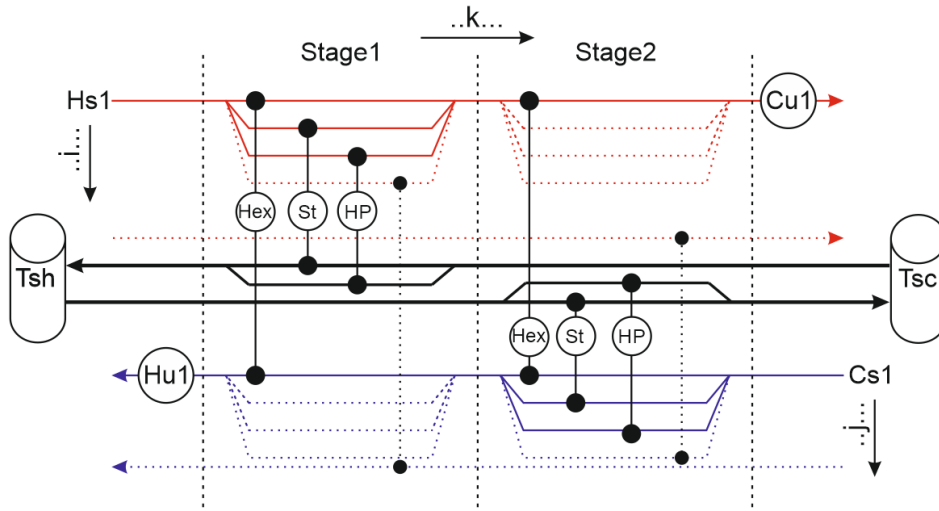 ..k...
Stage1
Stage2
Hs1
Cu1
..i...
Hex
St
HP
Tsh
Tsc
Hex
St
HP
Hu1
Cs1
..j...